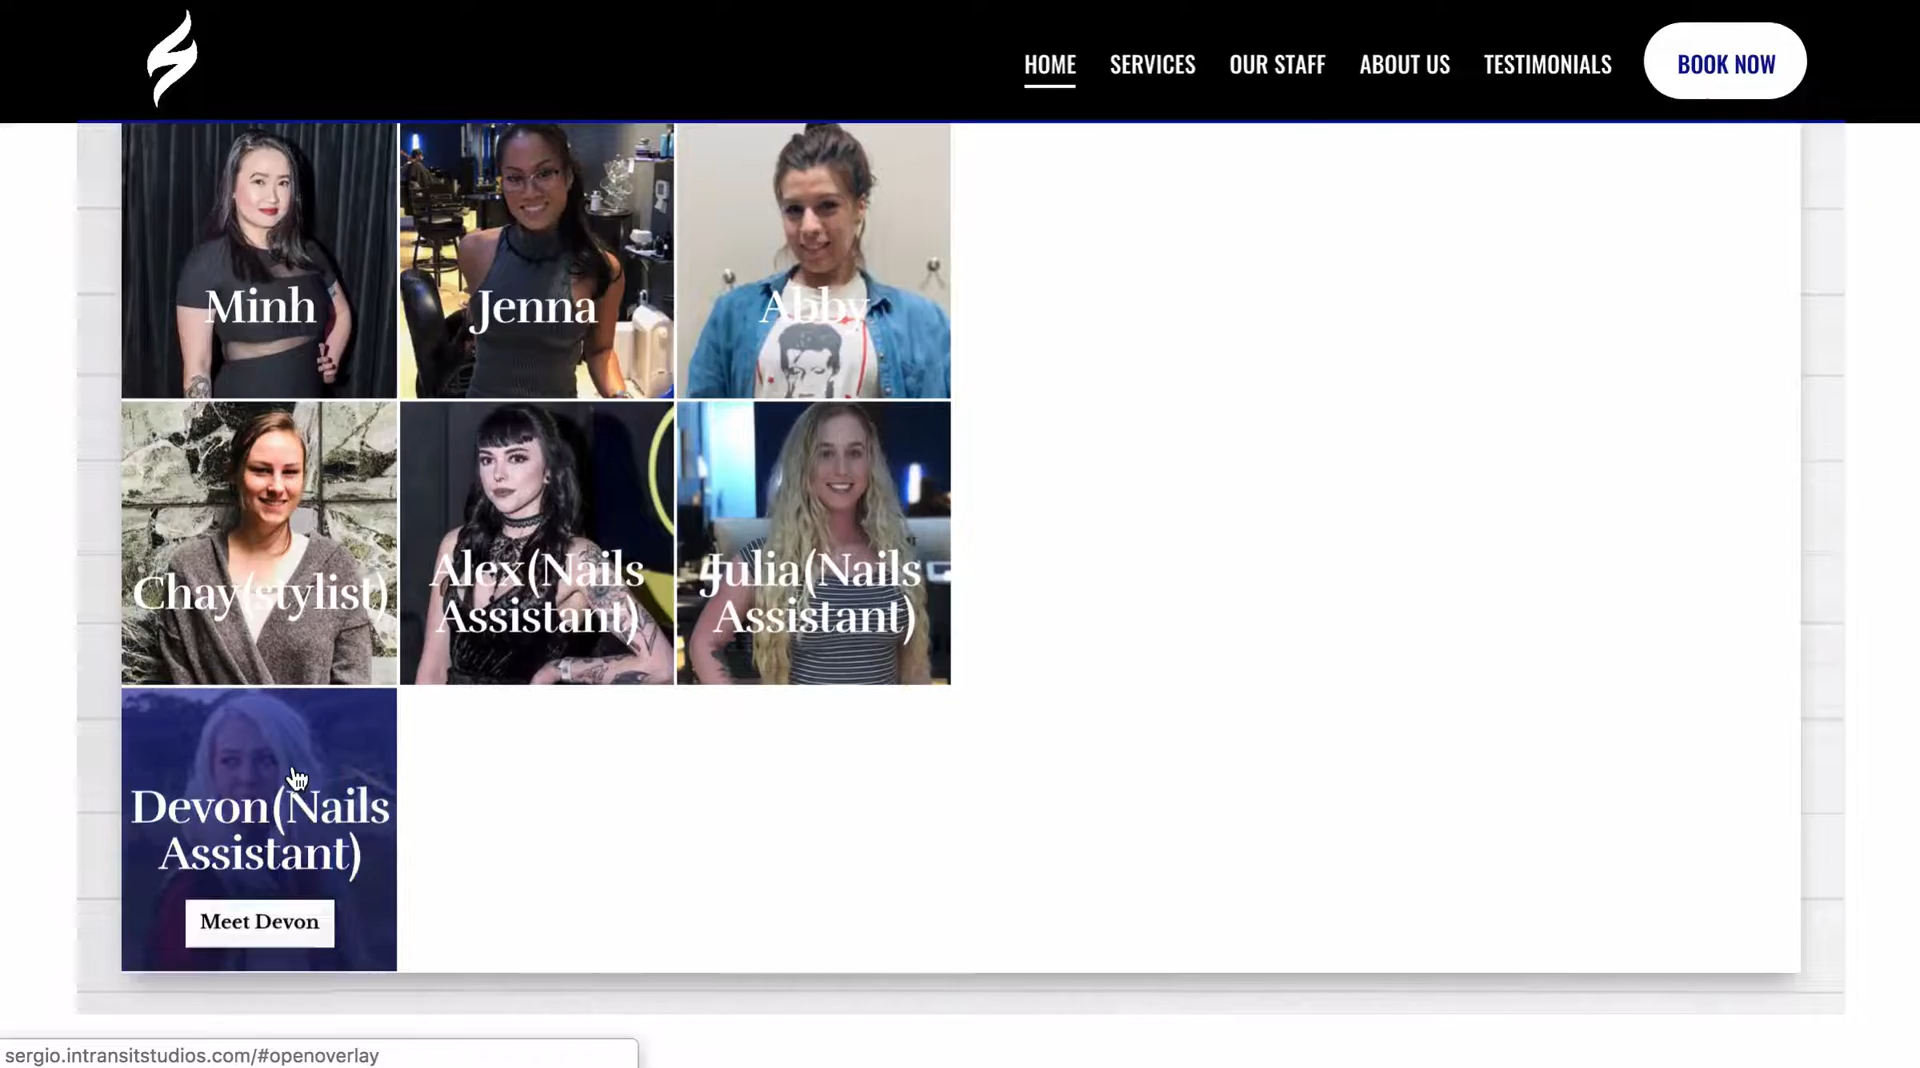 HOME SERVICES OUR STAFF ABOUT US TESTIMONIALS BOOK NOW
Minh
Jenna
Abby
Chay(stylist)
Alex(Nails
Assistant)
Julia(Nails
Assistant)
Devon(Nails
Assistant)
Meet Devon
sergio.intransitstudios.com/#openoverlay